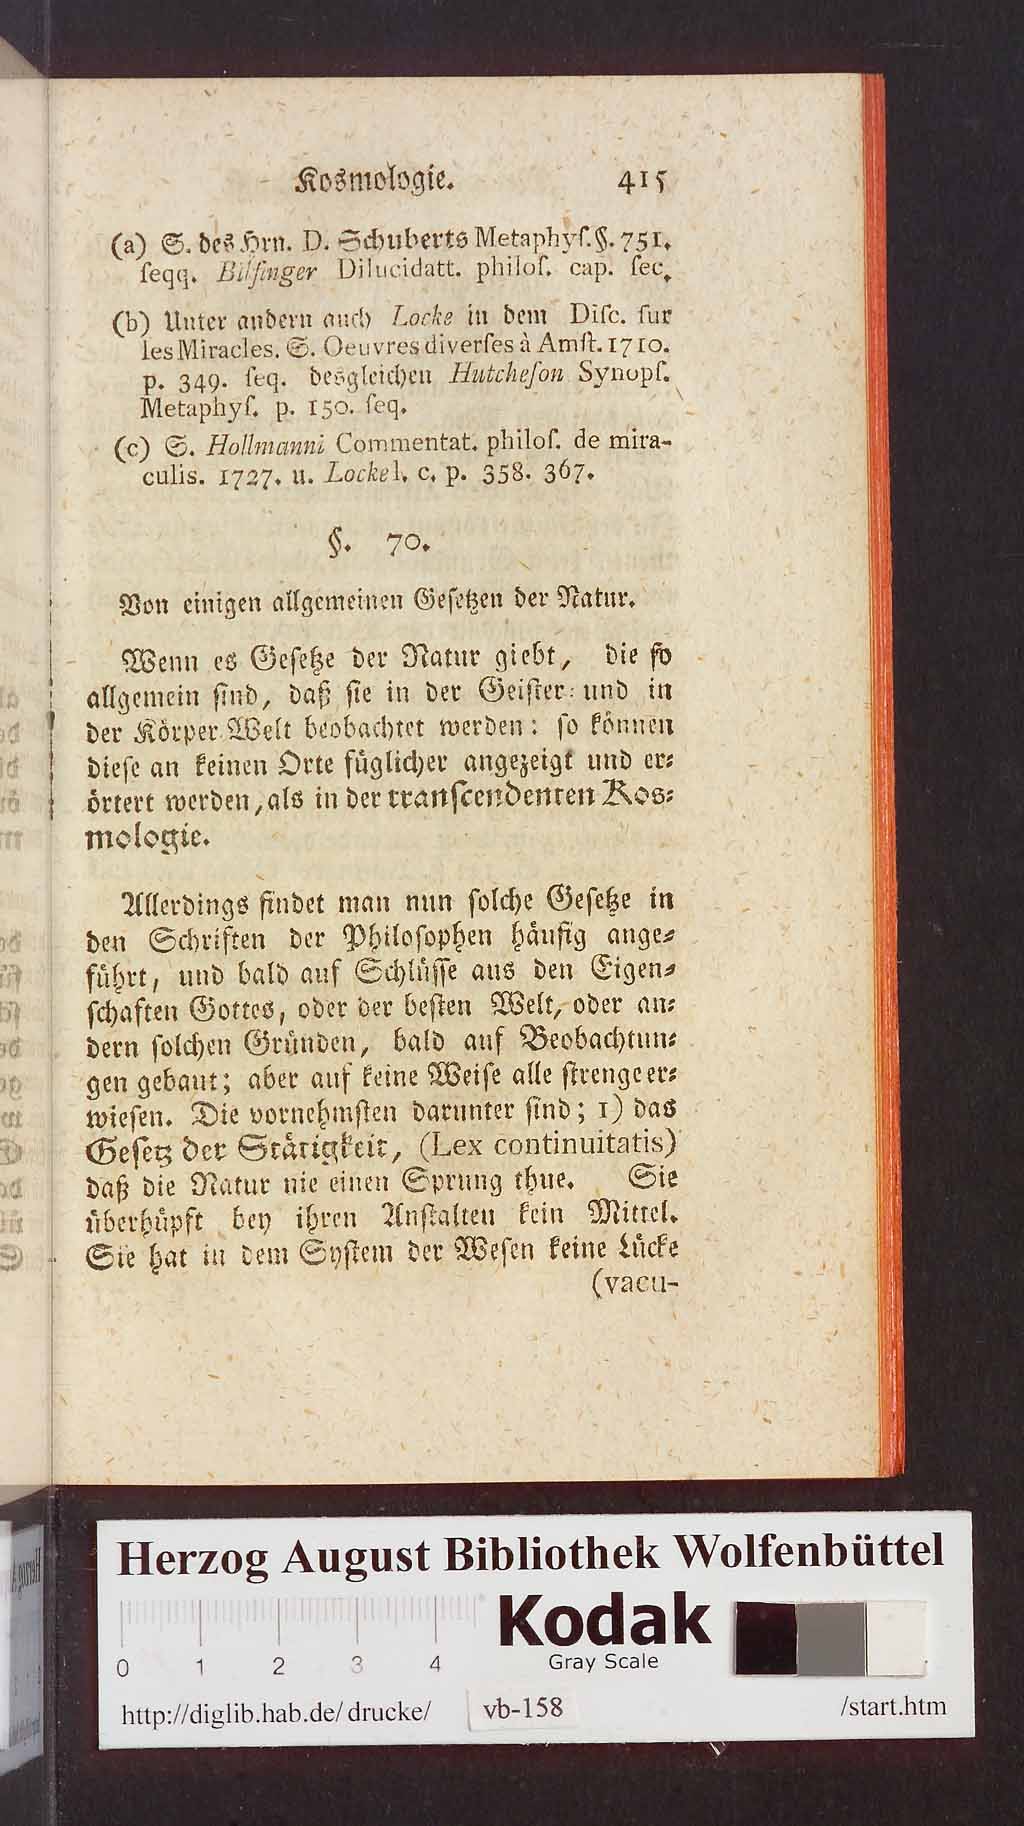 Kosmologie. 415
(a) S. des Hrn. D. Schuberts Metaphyſ. §. 751.
ſeqq. Bilfinger Dilucidatt. philoſ. cap. ſec.
(b) Unter andern auch Locke in dem Diſc. ſur
les Miracles. S. Oeuvres diverſes à Amſt. 1710.
p. 349. ſeq. desgleichen Hutcheſon Synopſ.
Metaphyſ. p. 150. ſeq.
(c) S. Hollmanni Commentat. philoſ. de mira-
culis. 1727. u. Locke l. c. p. 358. 367.
§. 70.
Von einigen allgemeinen Geſetzen der Natur.
Wenn es Geſetze der Natur giebt, die ſo
allgemein ſind, daß ſie in der Geiſter- und in
der Körper-Welt beobachtet werden: ſo können
dieſe an keinen Orte füglicher angezeigt und er-
örtert werden, als in der transcendenten Kos-
mologie.
Allerdings findet man nun ſolche Geſetze in
den Schriften der Philoſophen häufig ange-
führt, und bald auf Schlüſſe aus den Eigen-
ſchaften Gottes, oder der beſten Welt, oder an-
dern ſolchen Gründen, bald auf Beobachtun-
gen gebaut; aber auf keine Weiſe alle ſtrenge er-
wieſen. Die vornehmſten darunter ſind; 1) das
Geſetz der Stätigkeit, (Lex continuitatis)
daß die Natur nie einen Sprung thue. Sie
überhüpft bey ihren Anſtalten kein Mittel.
Sie hat in dem Syſtem der Weſen keine Lücke
(vacu-
Herzog August Bibliothek Wolfenbüttel
Kodak
Gray Scale
0 1 2 3 4
http://diglib.hab.de/drucke/ vb-158 /start.htm